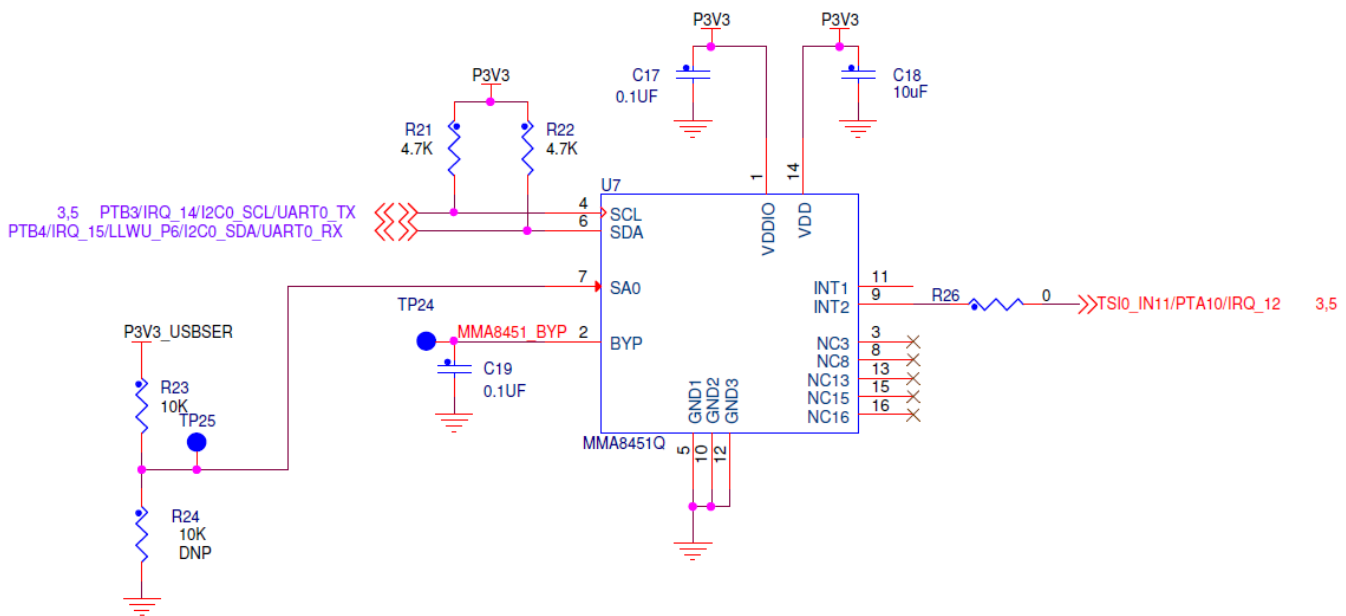 P3V3
P3V3
C17
0.1UF
C18
10uF
P3V3
R21
4.7K
R22
4.7K
U7
1
14
3,5 PTB3/IRQ_14/I2C0_SCL/UART0_TX
4
SCL
PTB4/IRQ_15/LLWU_P6/I2C0_SDA/UART0_RX
6
SDA
VDDIO
VDD
7
SA0
INT1
11
INT2
9
R26
0
TSI0_IN11/PTA10/IRQ_12 3,5
TP24
MMA8451_BYP
2
BYP
C19
0.1UF
NC3
3
NC8
8
NC13
13
NC15
15
NC16
16
GND1
GND2
GND3
MMA8451Q
5
10
12
P3V3_USBSER
R23
10K
TP25
R24
10K
DNP